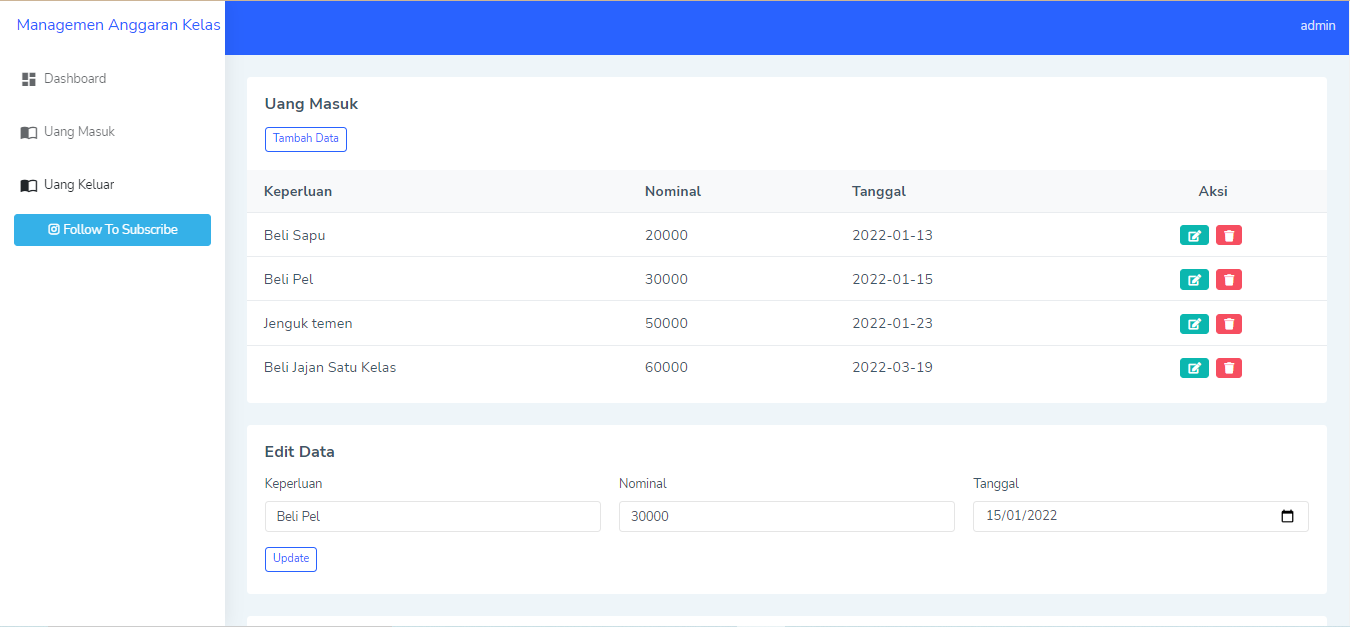 Managemen Anggaran Kelas
admin
Dashboard
Uang Masuk
Uang Keluar
Follow To Subscribe
Uang Masuk
Tambah Data
Keperluan Nominal Tanggal Aksi
Beli Sapu 20000 2022-01-13
Beli Pel 30000 2022-01-15
Jenguk temen 50000 2022-01-23
Beli Jajan Satu Kelas 60000 2022-03-19
Edit Data
Keperluan Nominal Tanggal
Beli Pel 30000 15/01/2022
Update